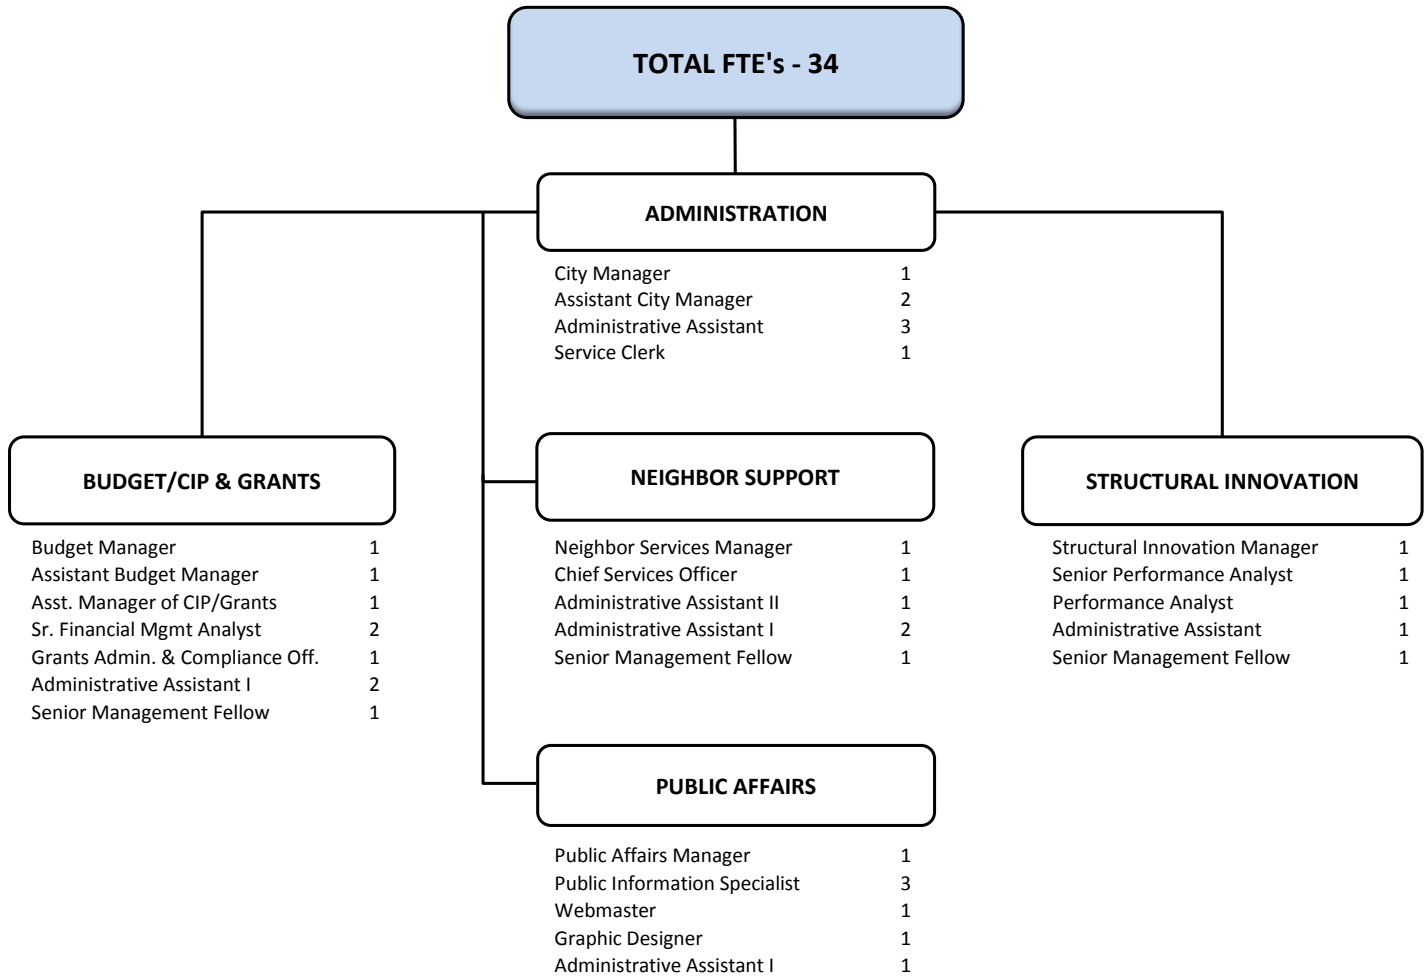 TOTAL FTE's - 34
ADMINISTRATION
City Manager 1
Assistant City Manager 2
Administrative Assistant 3
Service Clerk 1
BUDGET/CIP & GRANTS
Budget Manager 1
Assistant Budget Manager 1
Asst. Manager of CIP/Grants 1
Sr. Financial Mgmt Analyst 2
Grants Admin. & Compliance Off. 1
Administrative Assistant I 2
Senior Management Fellow 1
NEIGHBOR SUPPORT
Neighbor Services Manager 1
Chief Services Officer 1
Administrative Assistant II 1
Administrative Assistant I 2
Senior Management Fellow 1
STRUCTURAL INNOVATION
Structural Innovation Manager 1
Senior Performance Analyst 1
Performance Analyst 1
Administrative Assistant 1
Senior Management Fellow 1
PUBLIC AFFAIRS
Public Affairs Manager 1
Public Information Specialist 3
Webmaster 1
Graphic Designer 1
Administrative Assistant I 1